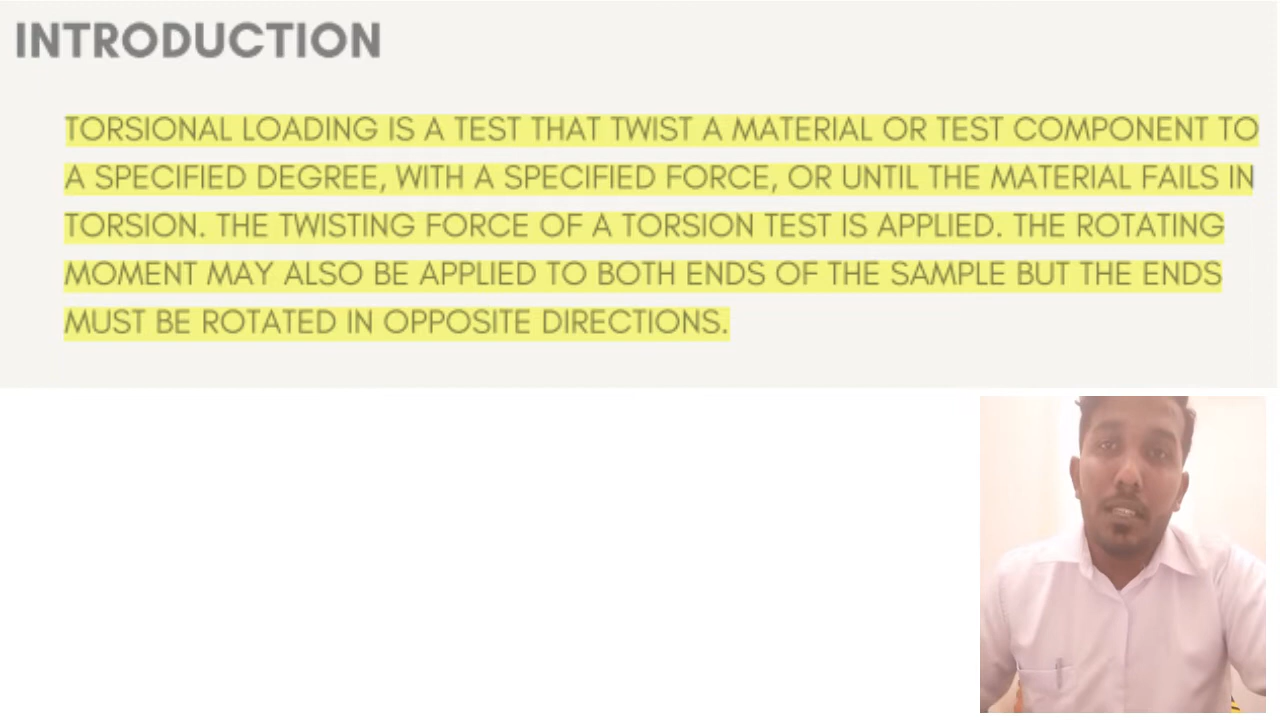 INTRODUCTION
TORSIONAL LOADING IS A TEST THAT TWIST A MATERIAL OR TEST COMPONENT TO
A SPECIFIED DEGREE, WITH A SPECIFIED FORCE, OR UNTIL THE MATERIAL FAILS IN
TORSION. THE TWISTING FORCE OF A TORSION TEST IS APPLIED. THE ROTATING
MOMENT MAY ALSO BE APPLIED TO BOTH ENDS OF THE SAMPLE BUT THE ENDS
MUST BE ROTATED IN OPPOSITE DIRECTIONS.